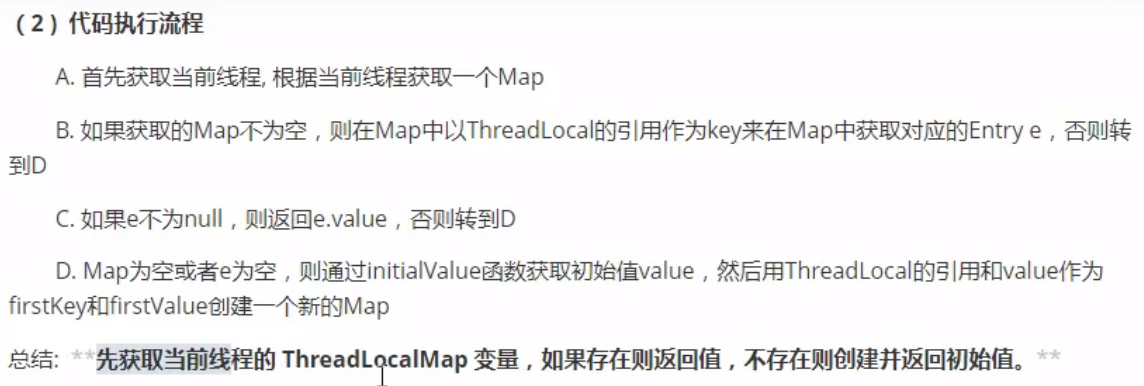 （2）代码执行流程
A. 首先获取当前线程, 根据当前线程获取一个Map
B. 如果获取的Map不为空，则在Map中以ThreadLocal的引用作为key来在Map中获取对应的Entry e，否则转
到D
C. 如果e不为null，则返回e.value，否则转到D
D. Map为空或者e为空，则通过initialValue函数获取初始值value，然后用ThreadLocal的引用和value作为
firstKey和firstValue创建一个新的Map
总结: **先获取当前线程的 ThreadLocalMap 变量，如果存在则返回值，不存在则创建并返回初始值。**